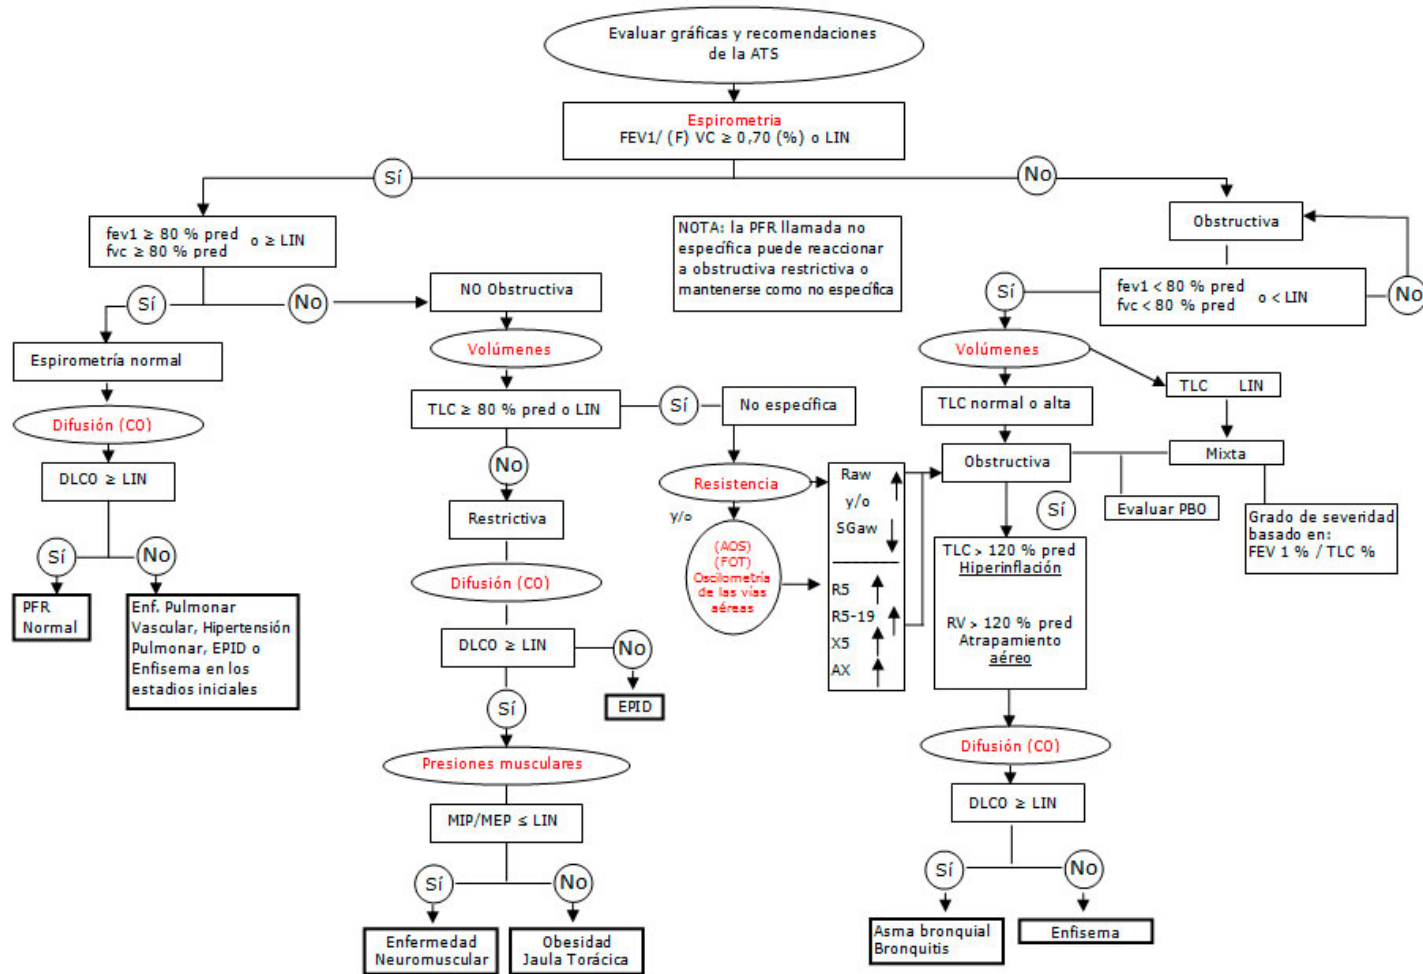 Evaluar gráficas y recomendaciones
de la ATS
Espirometria
FEV1/ (F) VC ≥ 0,70 (%) o LIN
Sí
No
fev1 ≥ 80 % pred
fvc ≥ 80 % pred
o ≥ LIN
NOTA: la PFR llamada no
específica puede reaccionar
a obstructiva restrictiva o
mantenerse como no específica
Obstructiva
fev1 < 80 % pred
fvc < 80 % pred
o < LIN
No
Sí
Sí
No
NO Obstructiva
Espirometría normal
Volúmenes
Volúmenes
TLC LIN
Difusión (CO)
TLC ≥ 80 % pred o LIN
Sí
No específica
TLC normal o alta
DLCO ≥ LIN
No
Resistencia
Raw
y/o
SGaw
Obstructiva
Mixta
Evaluar PBO
Sí
Grado de severidad
basado en:
FEV 1 % / TLC %
Restrictiva
y/o
(AOS)
(FOT)
Oscilometría
de las vías
aéreas
R5
R5-19
X5
AX
TLC > 120 % pred
Hiperinflación
RV > 120 % pred
Atrapamiento
aéreo
Sí
No
PFR
Normal
Enf. Pulmonar
Vascular, Hipertensión
Pulmonar, EPID o
Enfisema en los
estadios iniciales
Difusión (CO)
DLCO ≥ LIN
No
EPID
Sí
Presiones musculares
MIP/MEP ≤ LIN
Sí
No
Enfermedad
Neuromuscular
Obesidad
Jaula Torácica
Difusión (CO)
DLCO ≥ LIN
Sí
No
Asma bronquial
Bronquitis
Enfisema